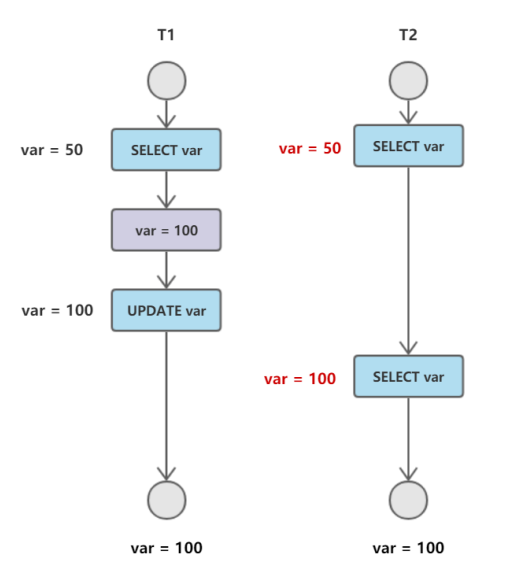 T1
T2
var = 50
SELECT var
var = 50
SELECT var
var = 100
var = 100
UPDATE var
var = 100
SELECT var
var = 100
var = 100